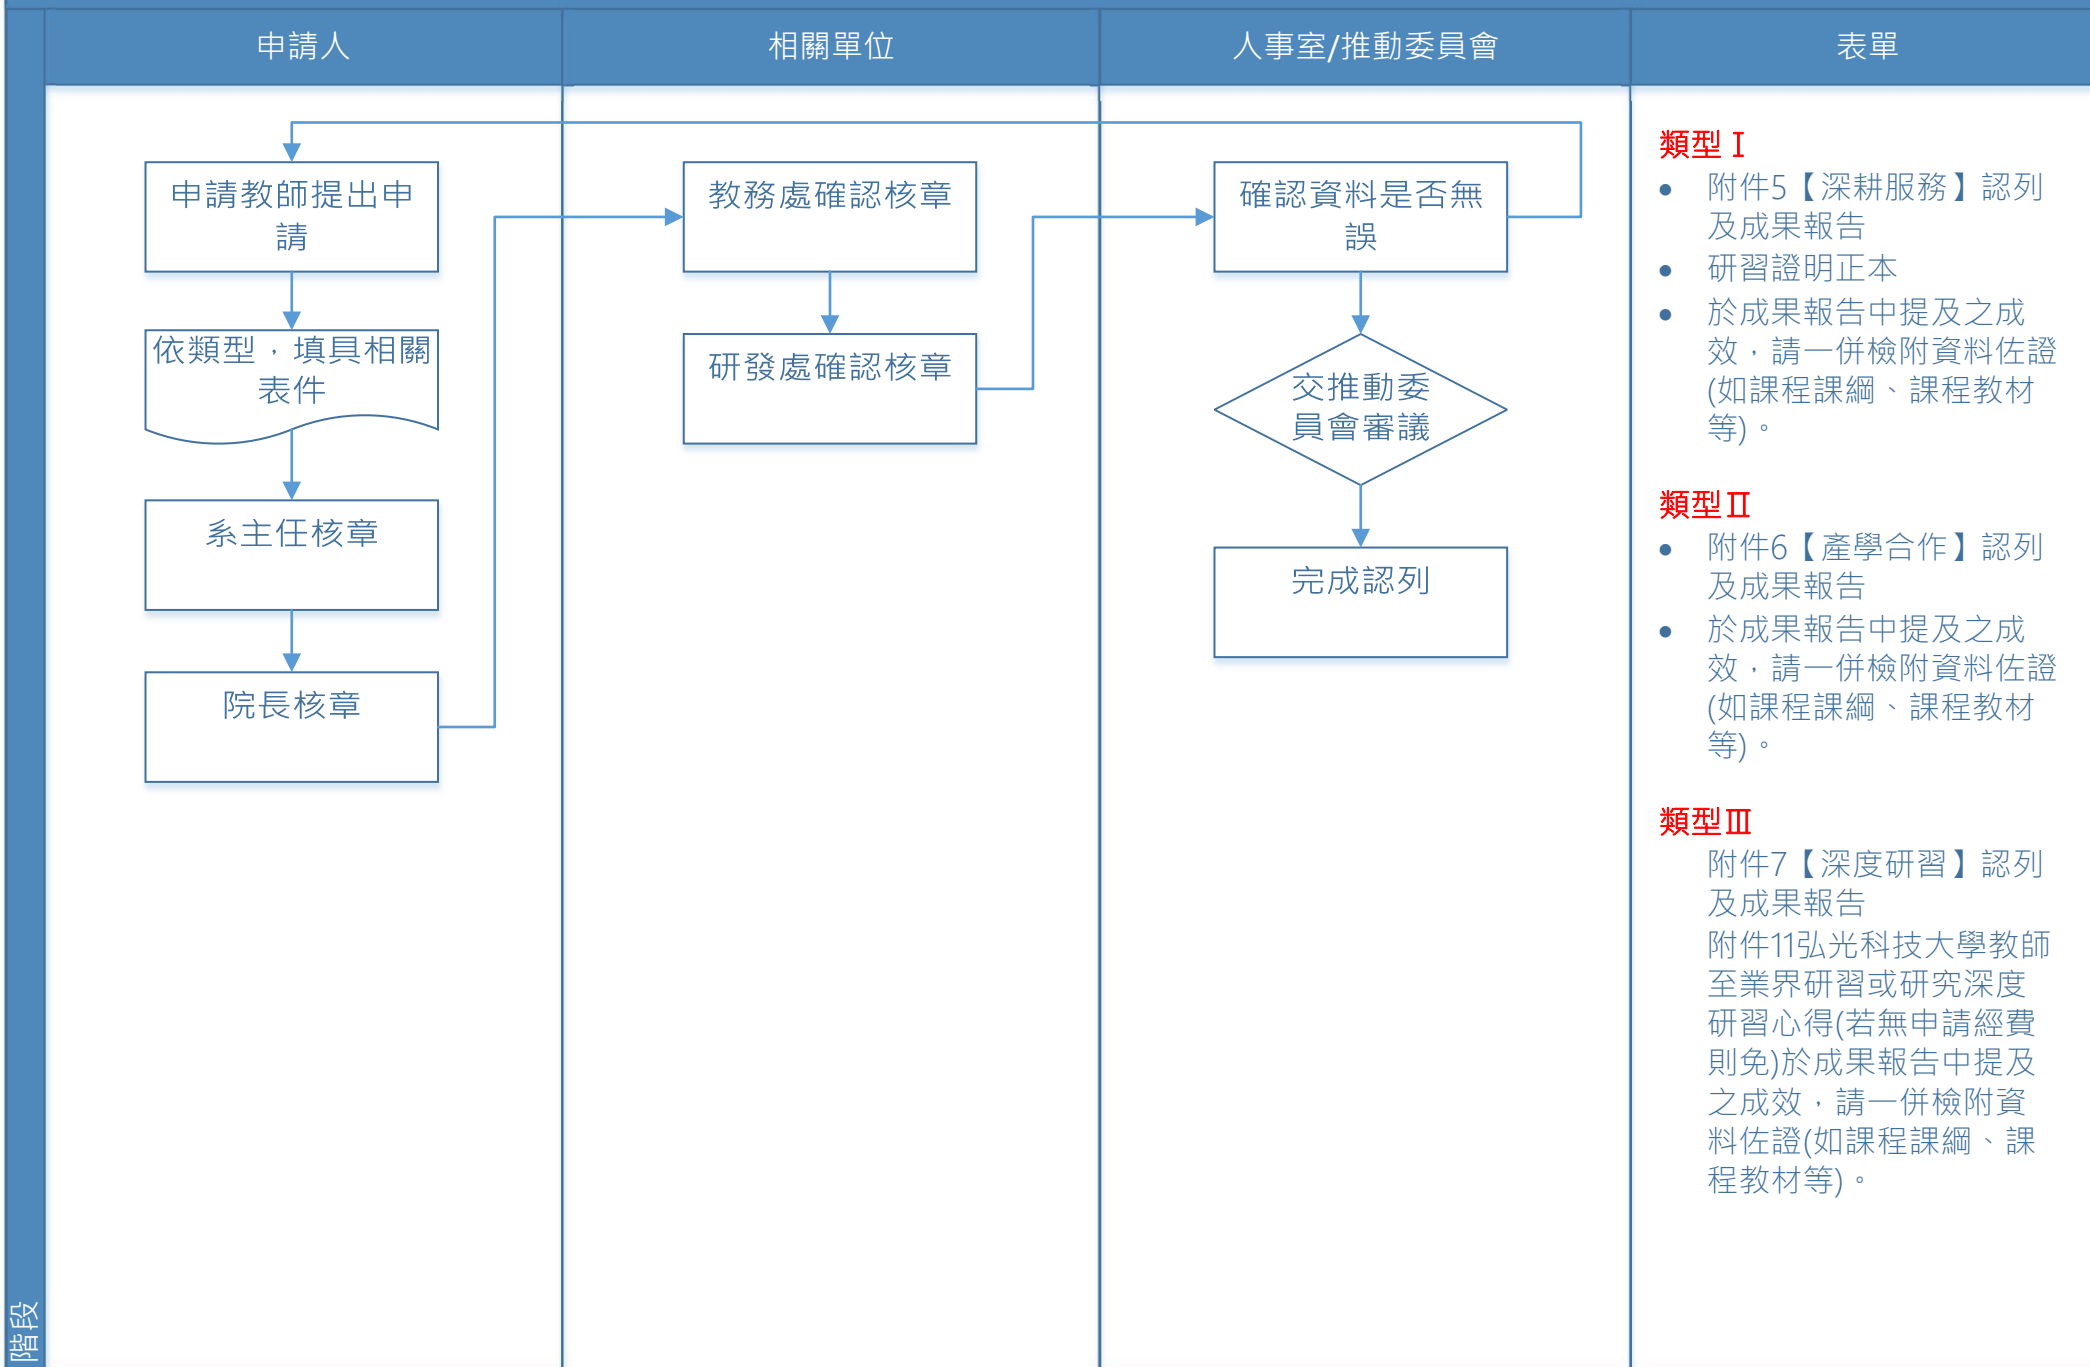 申請人
相關單位
人事室/推動委員會
表單
申請教師提出申
請
依類型，填具相關
表件
系主任核章
院長核章
教務處確認核章
研發處確認核章
確認資料是否無
誤
交推動委
員會審議
完成認列
類型Ⅰ
● 附件5【深耕服務】認列
及成果報告
● 研習證明正本
● 於成果報告中提及之成
效，請一併檢附資料佐證
(如課程課綱、課程教材
等)。
類型Ⅱ
● 附件6【產學合作】認列
及成果報告
● 於成果報告中提及之成
效，請一併檢附資料佐證
(如課程課綱、課程教材
等)。
類型Ⅲ
附件7【深度研習】認列
及成果報告
附件11弘光科技大學教師
至業界研習或研究深度
研習心得(若無申請經費
則免)於成果報告中提及
之成效，請一併檢附資
料佐證(如課程課綱、課
程教材等)。
階段